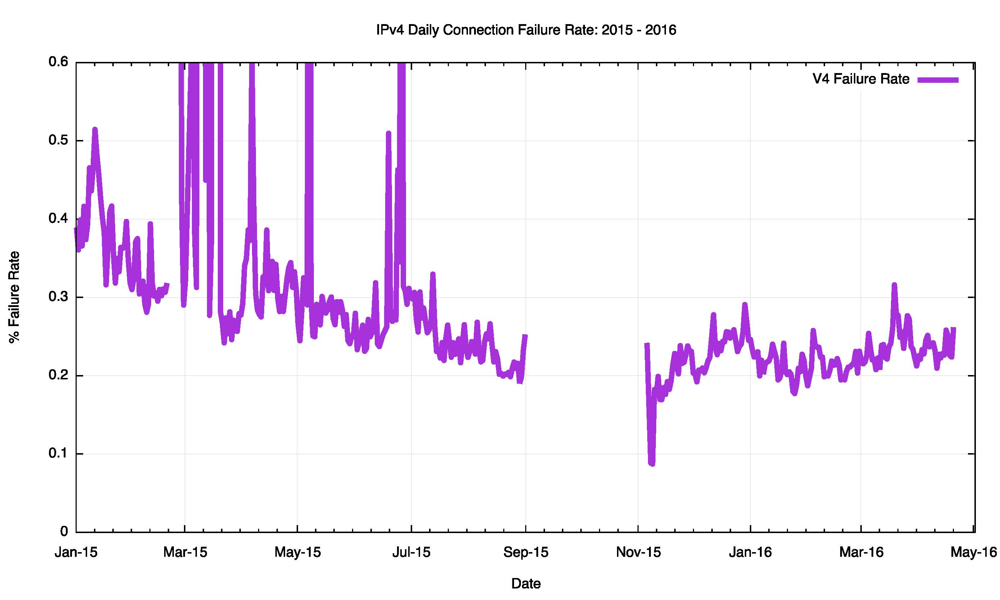 IPv4 Daily Connection Failure Rate: 2015 - 2016
0.6
V4 Failure Rate
0.5
0.4
0.3
0.2
0.1
0
% Failure Rate
Jan-15 Mar-15 May-15 Jul-15 Sep-15 Nov-15 Jan-16 Mar-16 May-16
Date